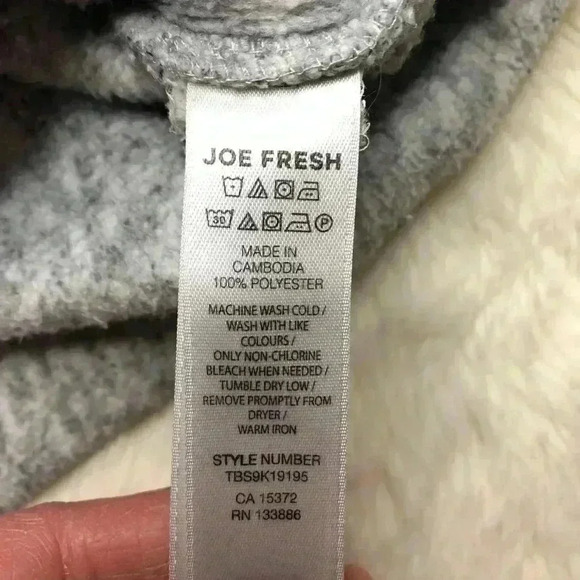 JOE FRESH
30 P
MADE IN
CAMBODIA
100% POLYESTER
MACHINE WASH COLD /
WASH WITH LIKE
COLOURS /
ONLY NON-CHLORINE
BLEACH WHEN NEEDED /
TUMBLE DRY LOW /
REMOVE PROMPTLY FROM
DRYER /
WARM IRON
STYLE NUMBER
TBS9K19195
CA 15372
RN 133886